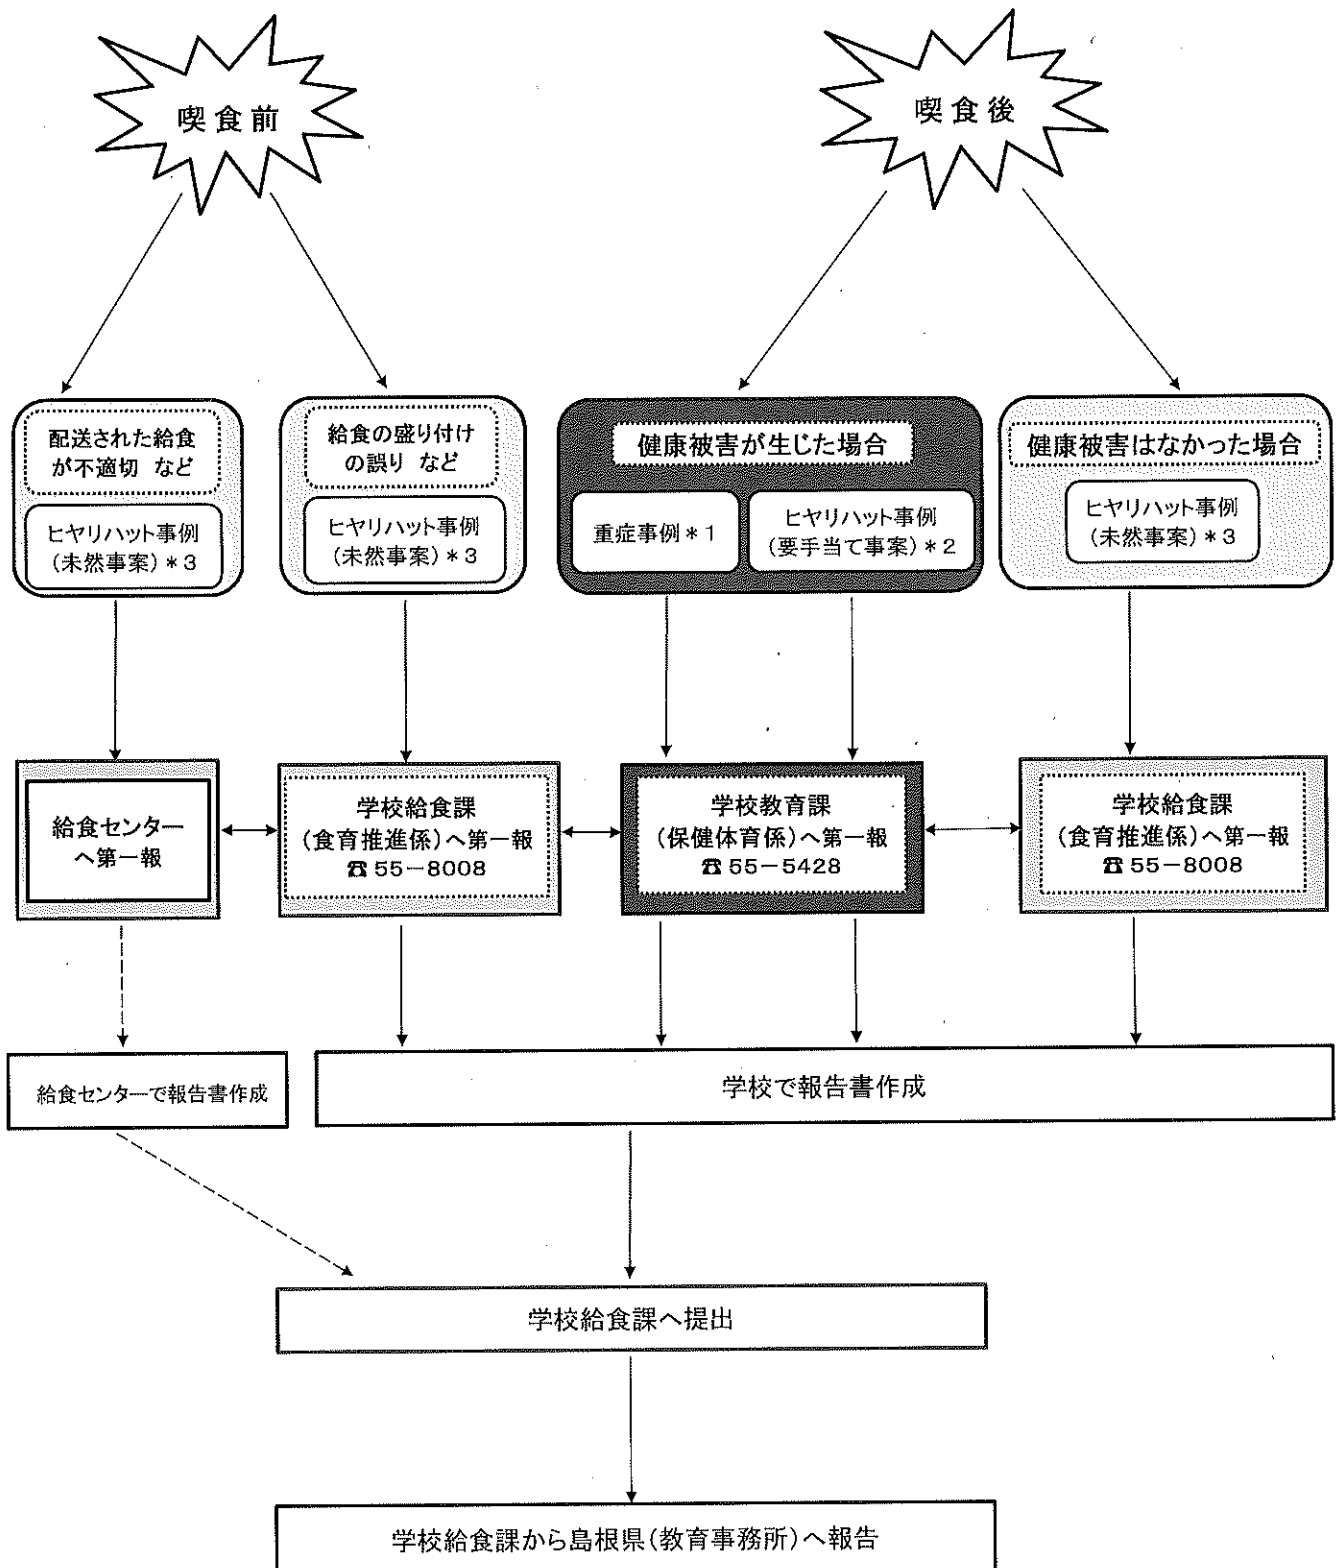 喫食前
喫食後
配送された給食
が不適切 など
ヒヤリハット事例
(未然事案)*3
給食の盛り付け
の誤り など
ヒヤリハット事例
(未然事案)*3
健康被害が生じた場合
重症事例*1
ヒヤリハット事例
(要手当て事案)*2
健康被害はなかった場合
ヒヤリハット事例
(未然事案)*3
給食センター
へ第一報
学校給食課
(食育推進係)へ第一報
☎55-8008
学校教育課
(保健体育係)へ第一報
☎55-5428
学校給食課
(食育推進係)へ第一報
☎55-8008
給食センターで報告書作成
学校で報告書作成
学校給食課へ提出
学校給食課から島根県(教育事務所)へ報告